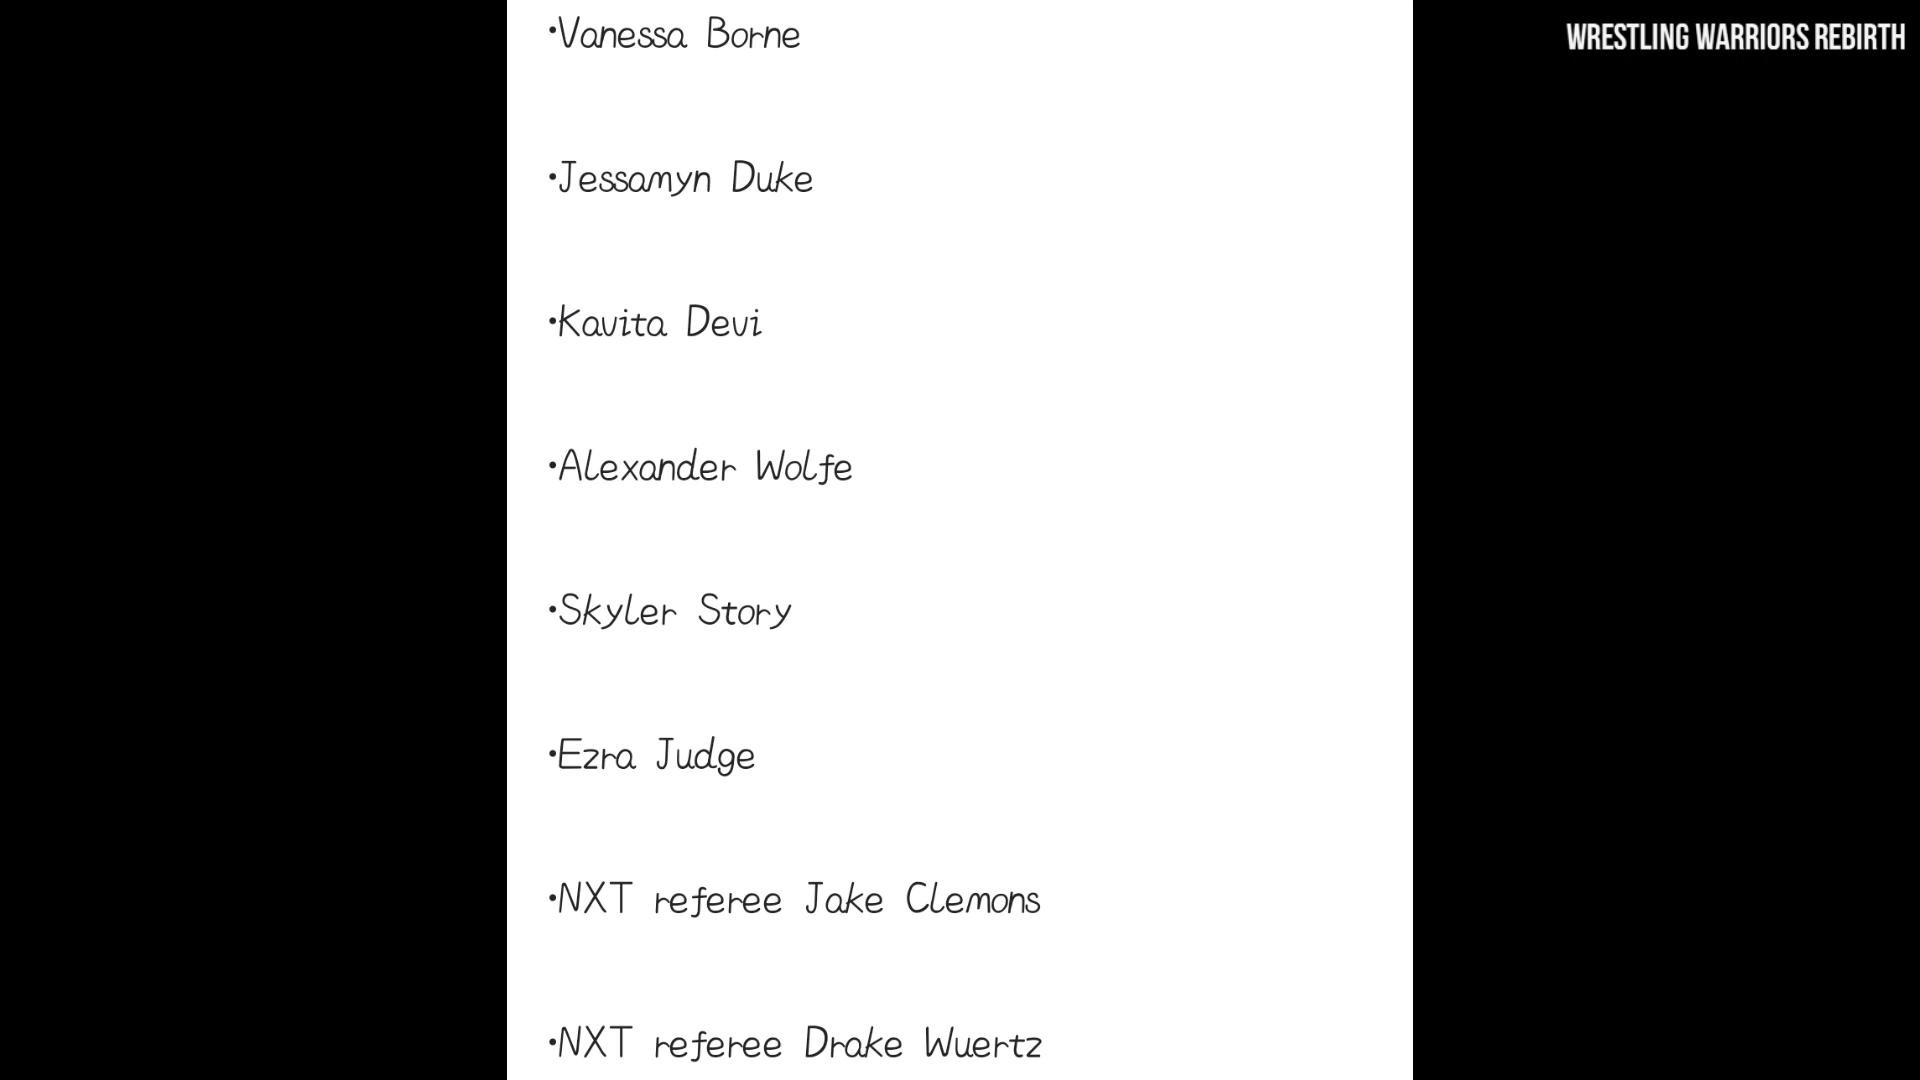 •Vanessa Borne
WRESTLING WARRIORS REBIRTH
•Jessamyn Duke
•Kavita Devi
•Alexander Wolfe
•Skyler Story
•Ezra Judge
•NXT referee Jake Clemons
•NXT referee Drake Wuertz